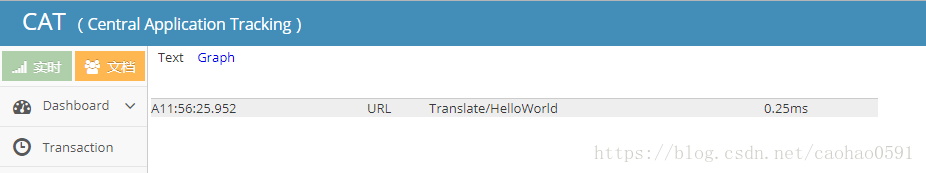 CAT ( Central Application Tracking )
Text Graph
实时 文档
A11:56:25.952 URL Translate/HelloWorld 0.25ms
Dashboard
Transaction
https://blog.csdn.net/caohao0591